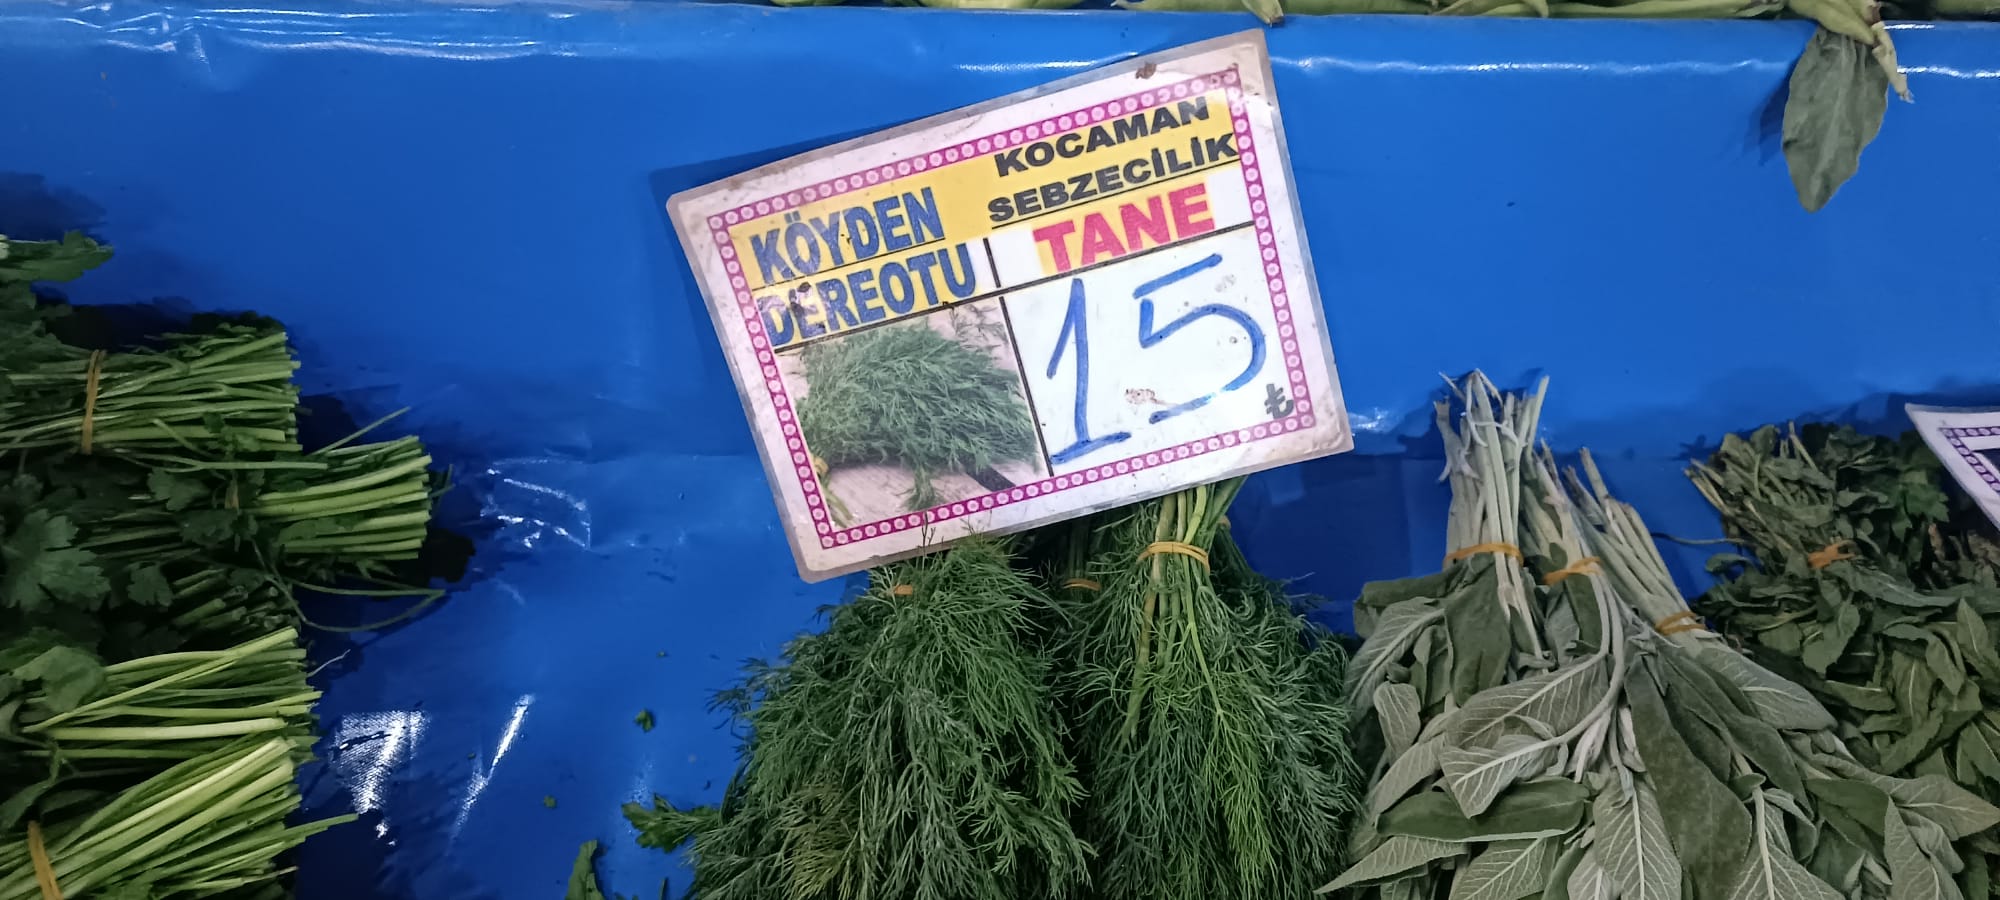 KOCAMAN
SEBZECİLİK
KÖYDEN
DEREOTU
TANE
15
₺